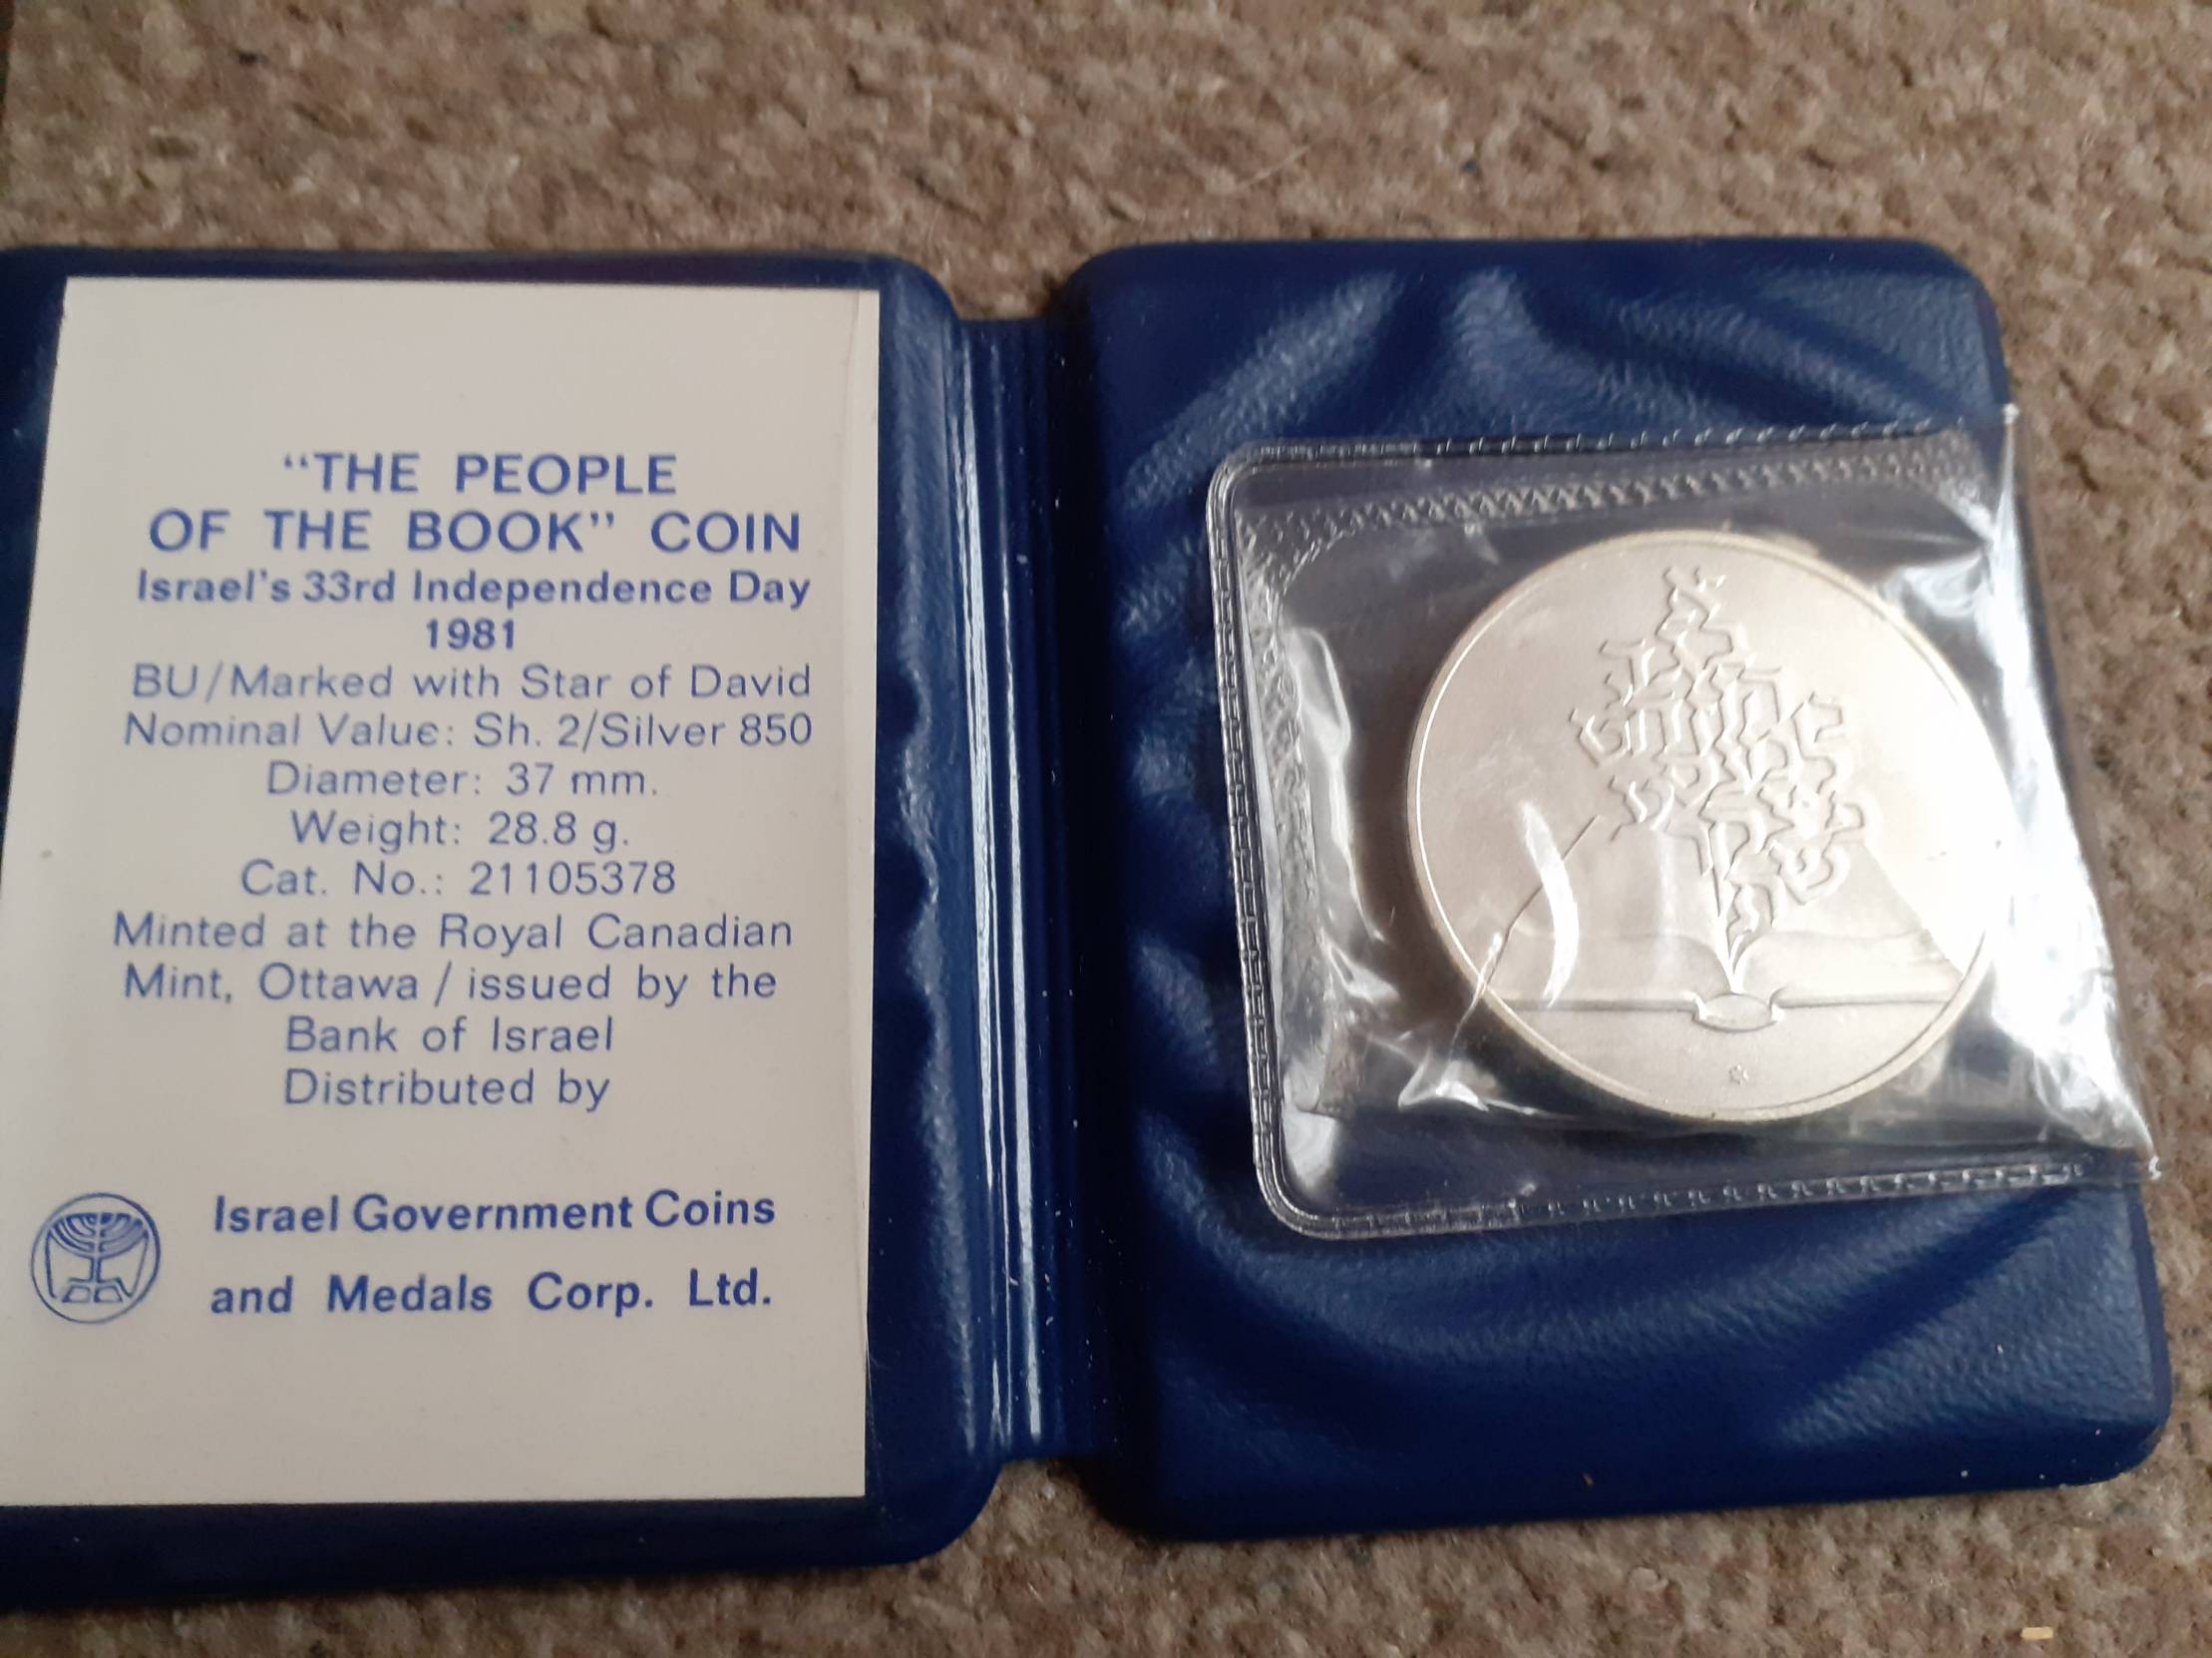 “THE PEOPLE
OF THE BOOK” COIN
Israel's 33rd Independence Day
1981
BU/Marked with Star of David
Nominal Value: Sh. 2/Silver 850
Diameter: 37 mm.
Weight: 28.8 g.
Cat. No.: 21105378
Minted at the Royal Canadian
Mint, Ottawa / issued by the
Bank of Israel
Distributed by
Israel Government Coins
and Medals Corp. Ltd.